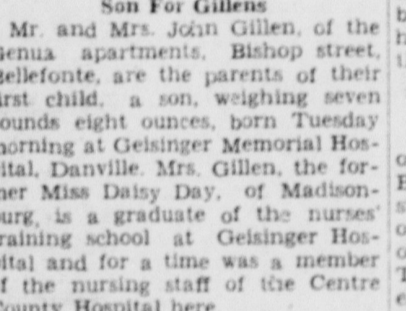 Son For Gillens
Mr. and Mrs. John Gillen, of the
Genua apartments, Bishop street,
Bellefonte, are the parents of their
first child, a son, weighing seven
pounds eight ounces, born Tuesday
morning at Geisinger Memorial Hos-
pital, Danville. Mrs. Gillen, the for-
mer Miss Daisy Day, of Madison-
burg, is a graduate of the nurses'
training school at Geisinger Hos-
pital and for a time was a member
of the nursing staff of the Centre
County Hospital here